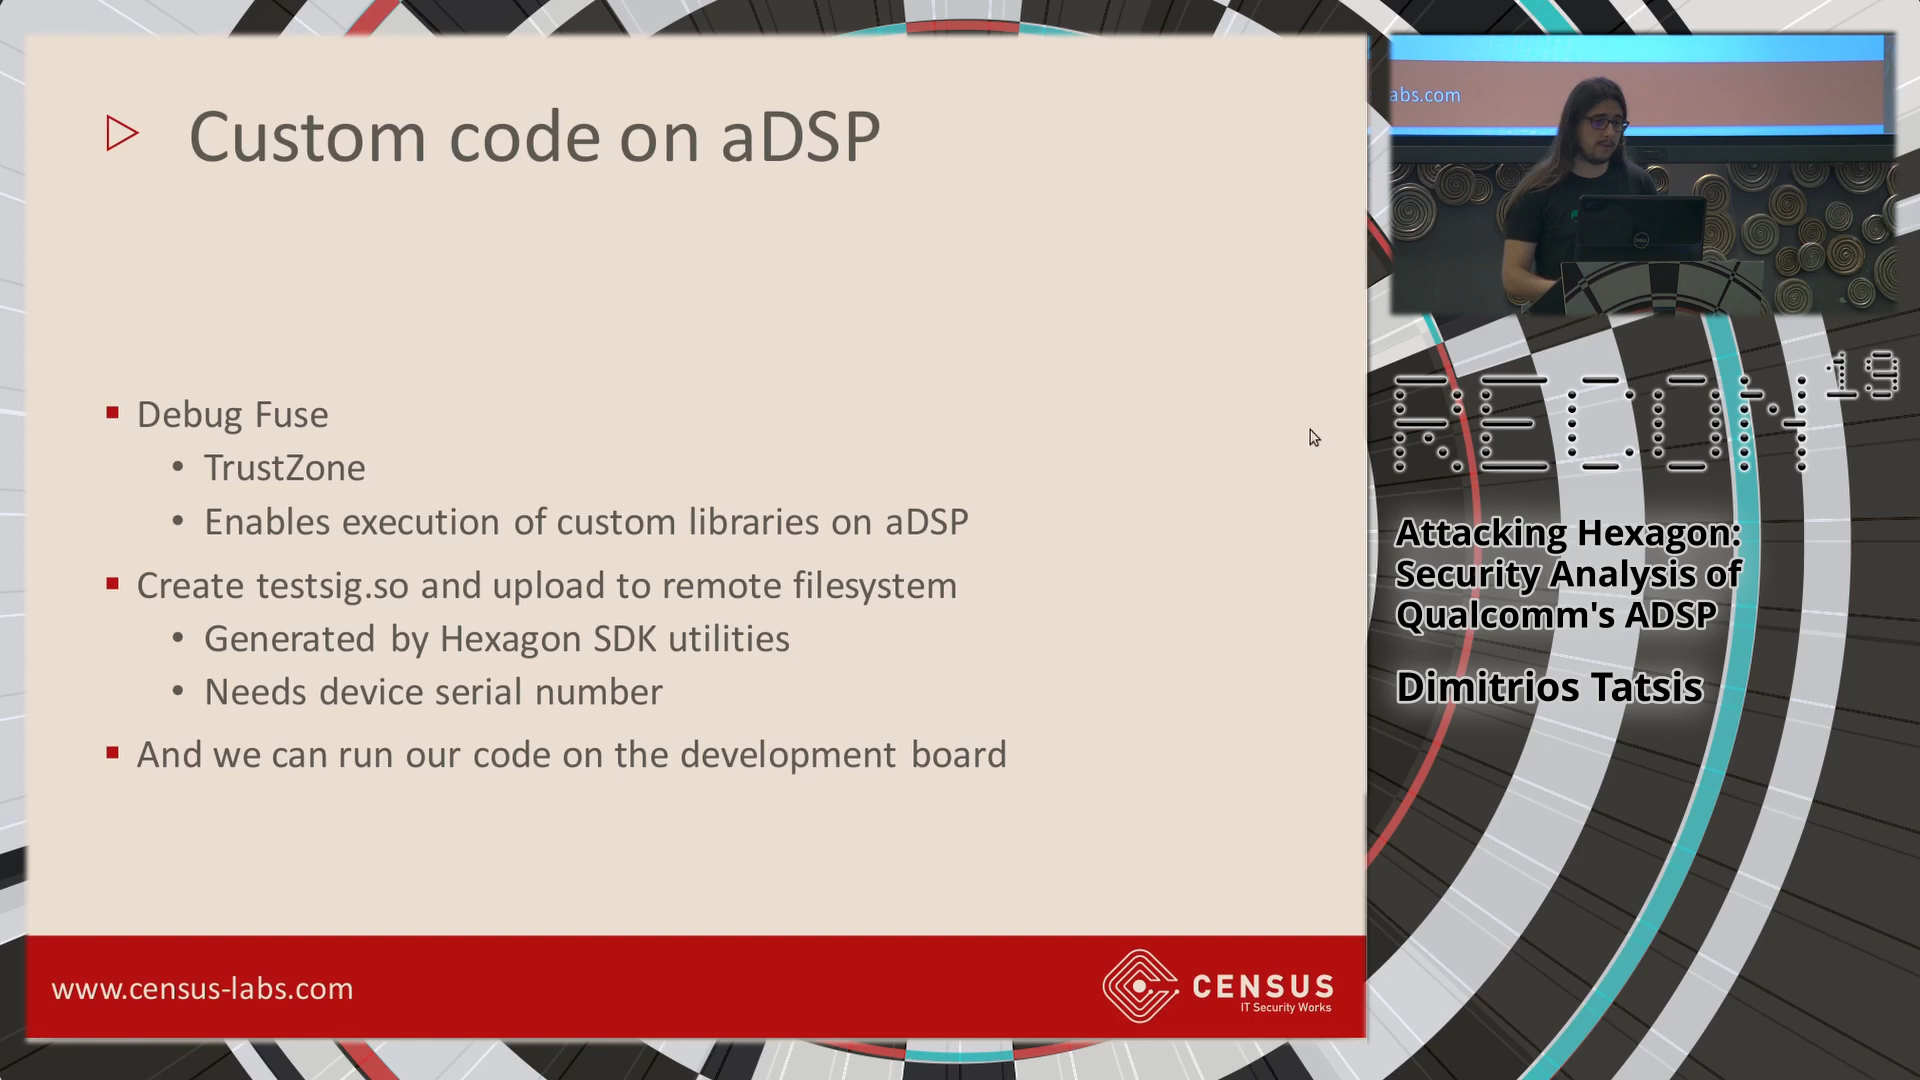 Custom code on aDSP
Debug Fuse
TrustZone
Enables execution of custom libraries on aDSP
Create testsig.so and upload to remote filesystem
Generated by Hexagon SDK utilities
Needs device serial number
And we can run our code on the development board
www.census-labs.com
CENSUS
IT Security Works
abs.com
DELL
RECON19
Attacking Hexagon:
Security Analysis of
Qualcomm's ADSP
Dimitrios Tatsis